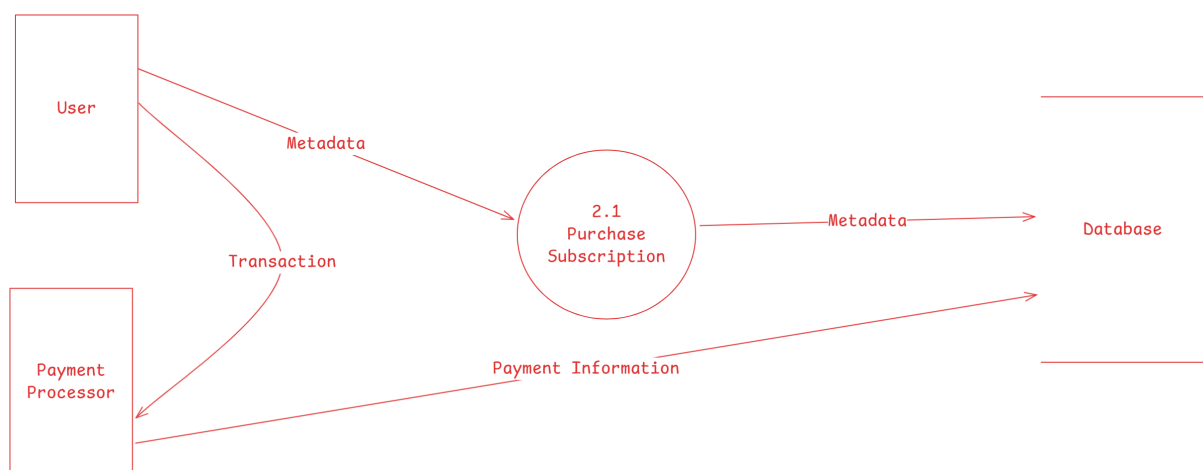 User
Metadata
2.1
Purchase
Subscription
Metadata
Database
Transaction
Payment
Processor
Payment Information